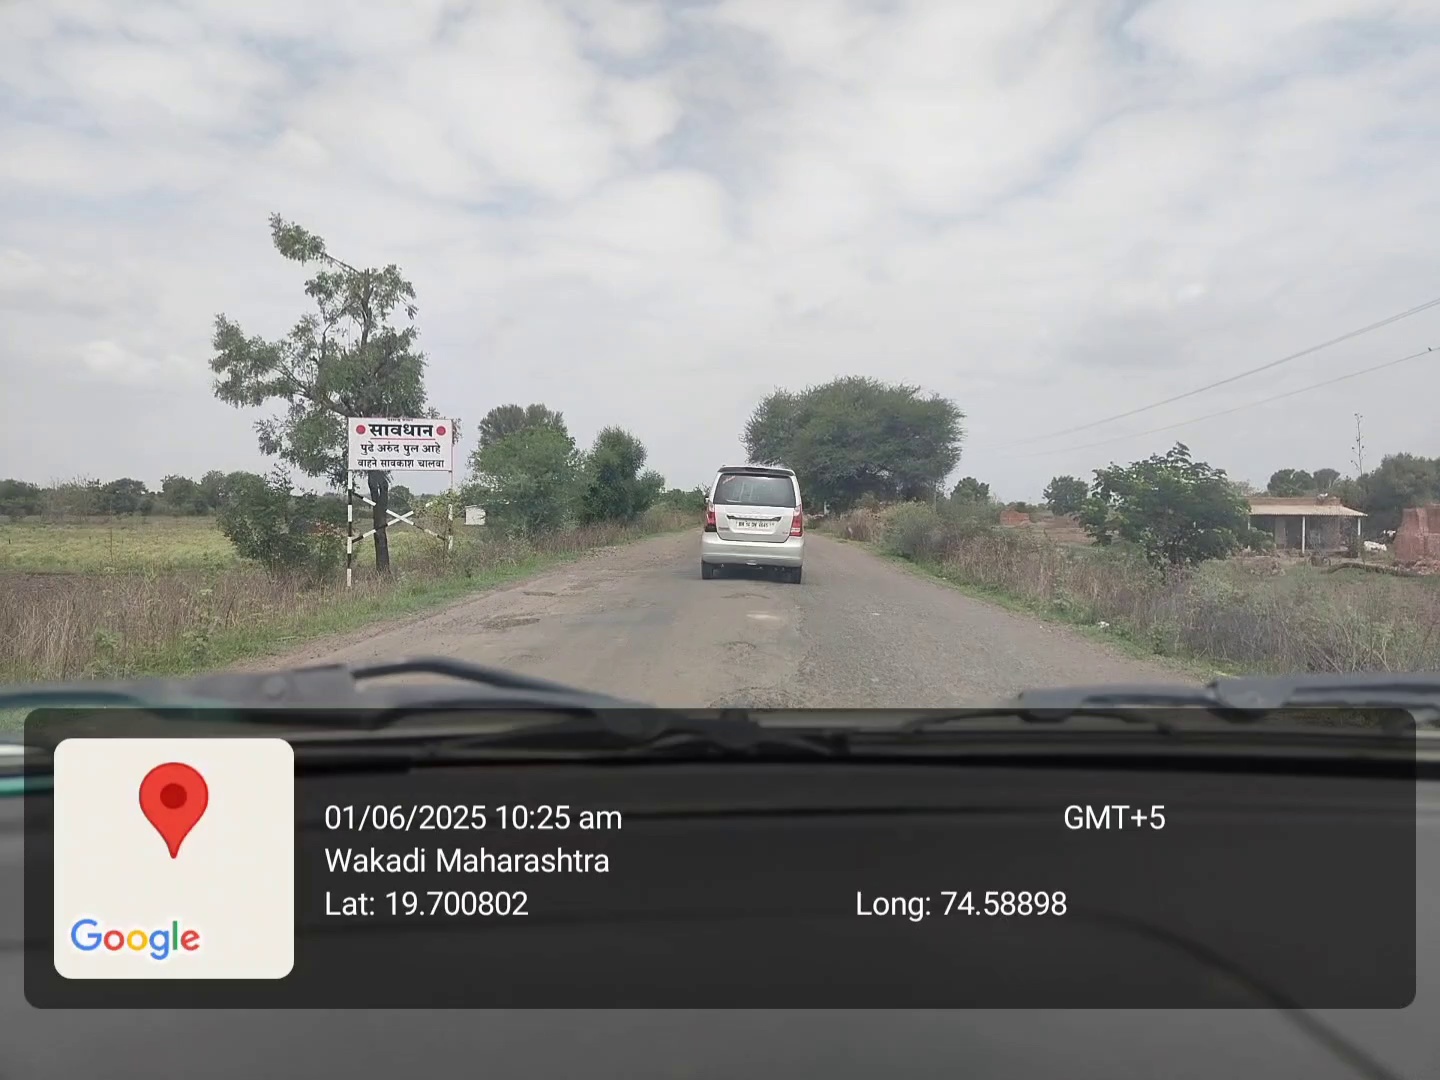 सावधान
पुढे अरुंद पुल आहे
वाहने सावकाश चालवा
01/06/2025 10:25 am
GMT+5
Wakadi Maharashtra
Lat: 19.700802
Long: 74.58898
Google